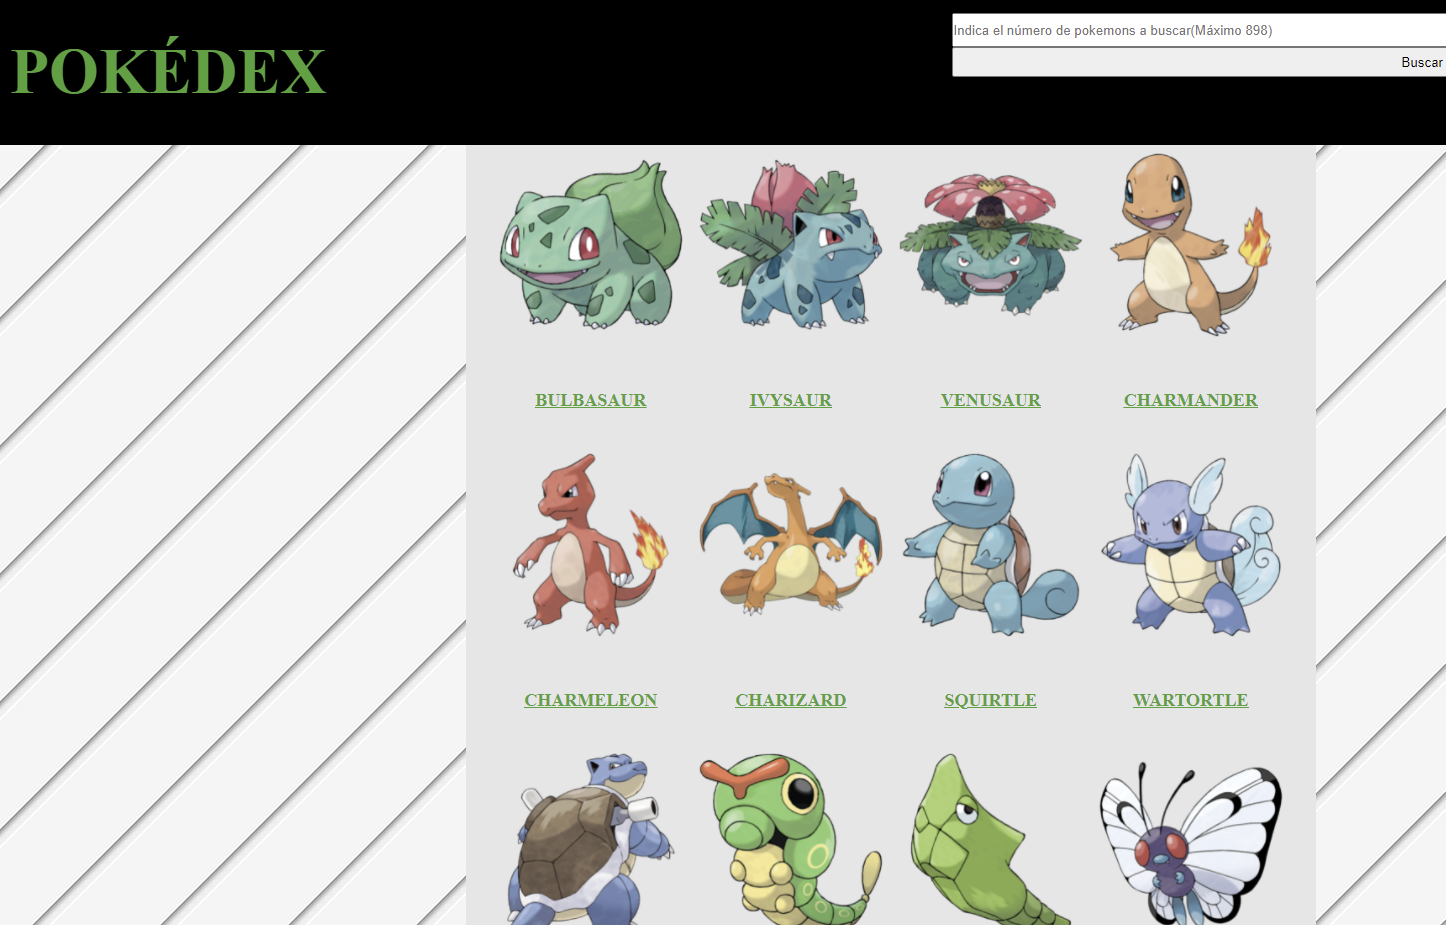 POKÉDEX
Indica el número de pokemons a buscar(Máximo 898)
Buscar
BULBASAUR IVYSAUR VENUSAUR CHARMANDER
CHARMELEON CHARIZARD SQUIRTLE WARTORTLE